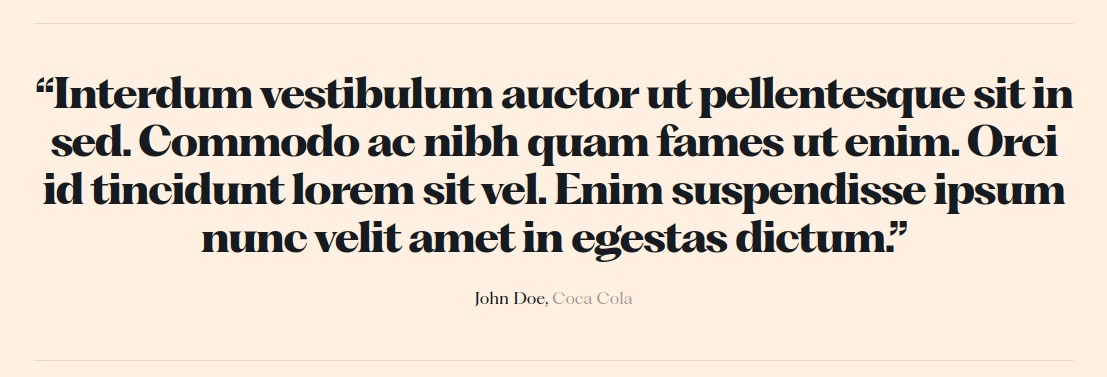 “Interdum vestibulum auctor ut pellentesque sit in
sed. Commodo ac nibh quam fames ut enim. Orci
id tincidunt lorem sit vel. Enim suspendisse ipsum
nunc velit amet in egestas dictum.”
John Doe, Coca Cola